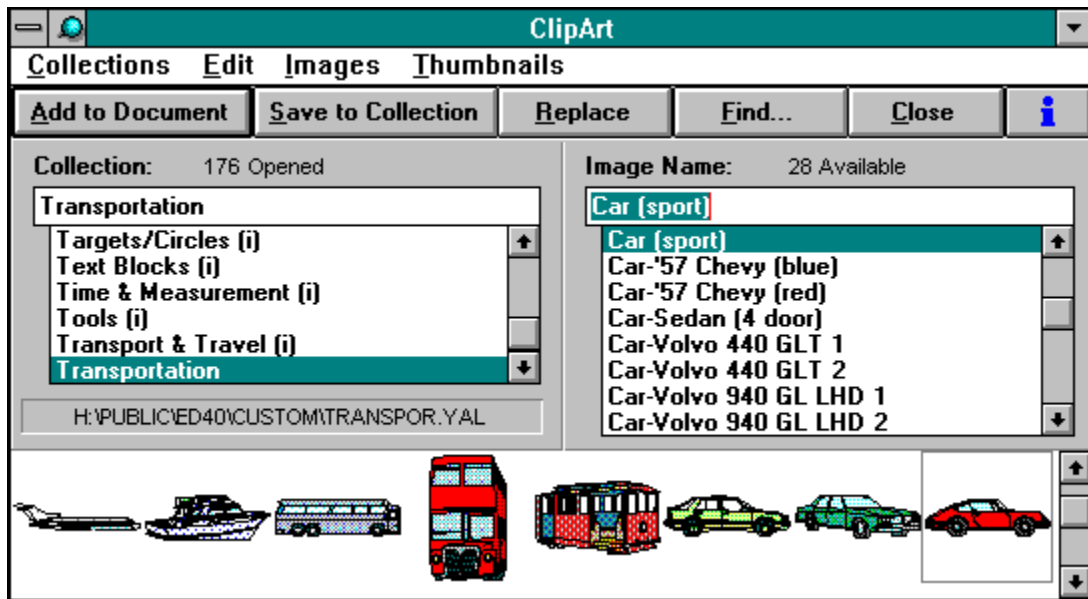 ClipArt
Collections Edit Images Thumbnails
Add to Document Save to Collection Replace Find... Close i
Collection: 176 Opened
Transportation
Targets/Circles (i)
Text Blocks (i)
Time & Measurement (i)
Tools (i)
Transport & Travel (i)
Transportation
H:\PUBLIC\ED40\CUSTOM\TRANSPOR.YAL
Image Name: 28 Available
Car (sport)
Car (sport)
Car-'57 Chevy (blue)
Car-'57 Chevy (red)
Car-Sedan (4 door)
Car-Volvo 440 GLT 1
Car-Volvo 440 GLT 2
Car-Volvo 940 GL LHD 1
Car-Volvo 940 GL LHD 2